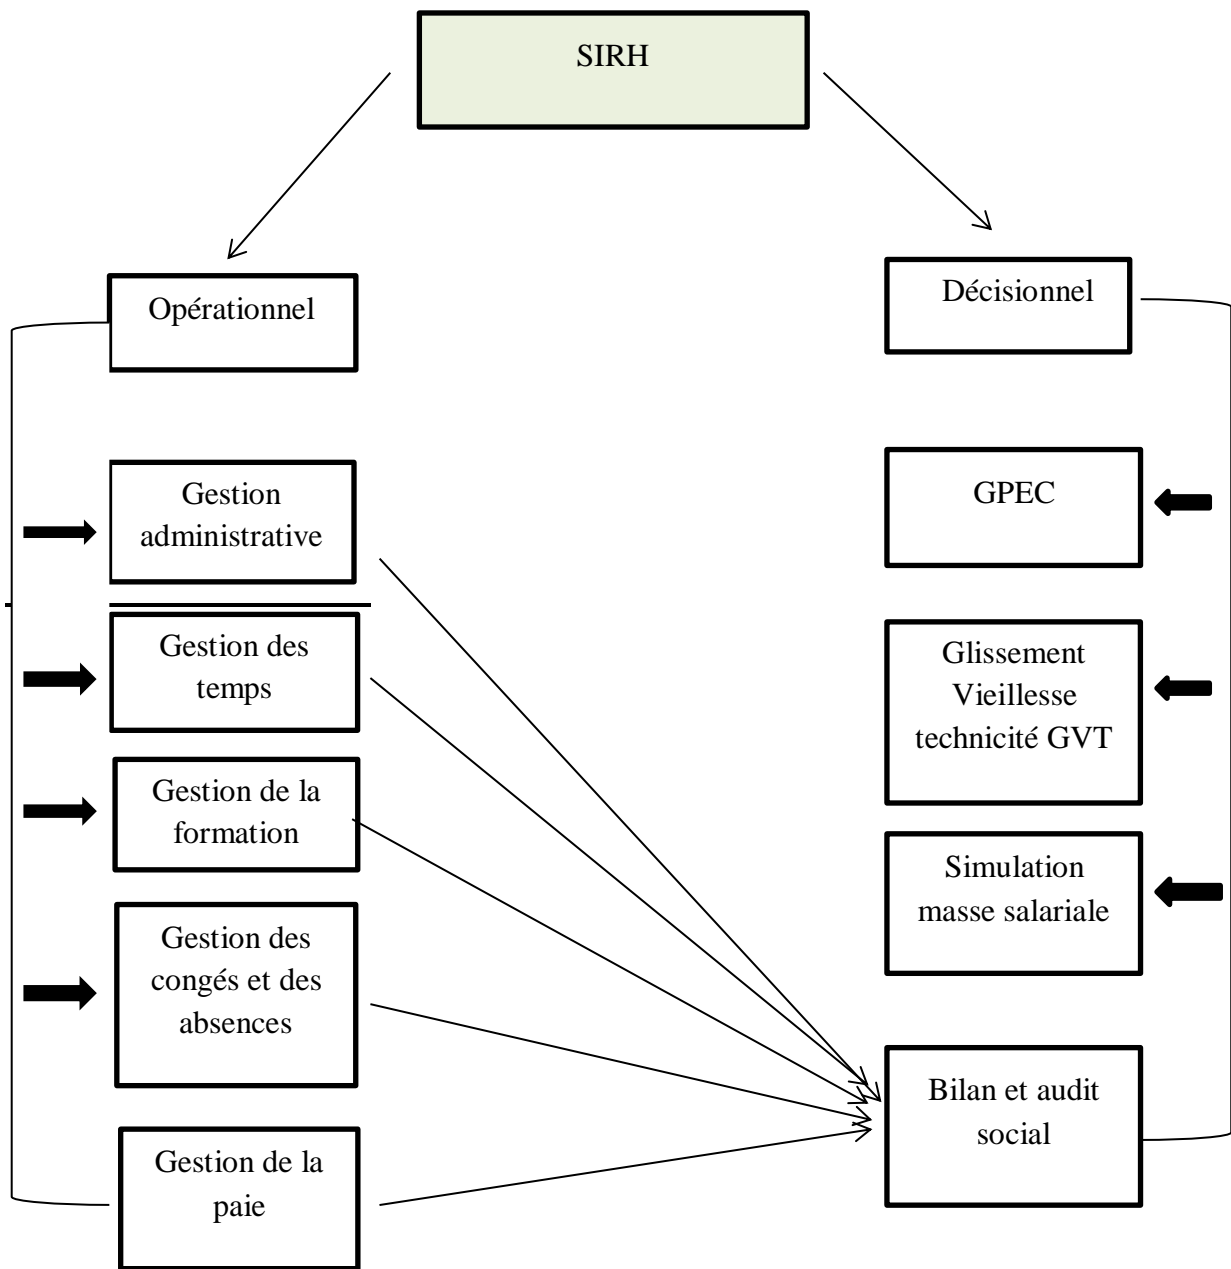 SIRH
Opérationnel
Décisionnel
Gestion
administrative
GPEC
Gestion des
temps
Glissement
Vieillesse
technicité GVT
Gestion de la
formation
Simulation
masse salariale
Gestion des
congés et des
absences
Bilan et audit
social
Gestion de la
paie